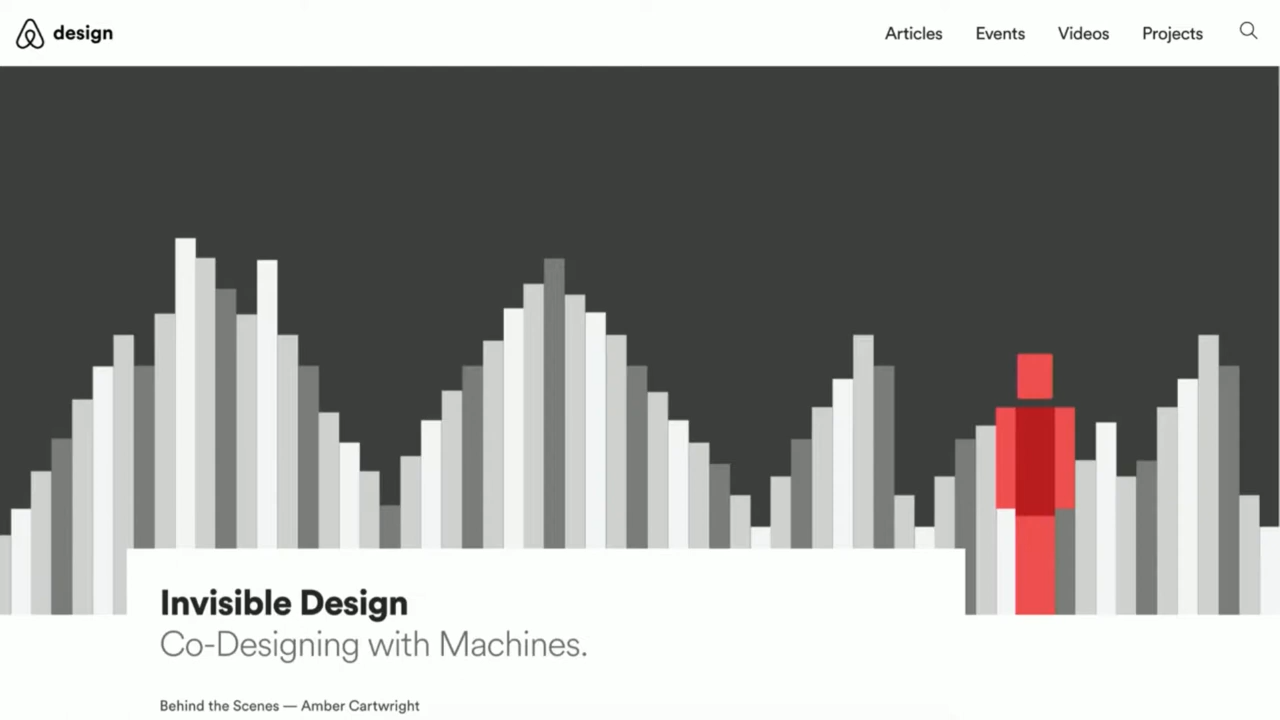 design
Articles Events Videos Projects
Invisible Design
Co-Designing with Machines.
Behind the Scenes — Amber Cartwright